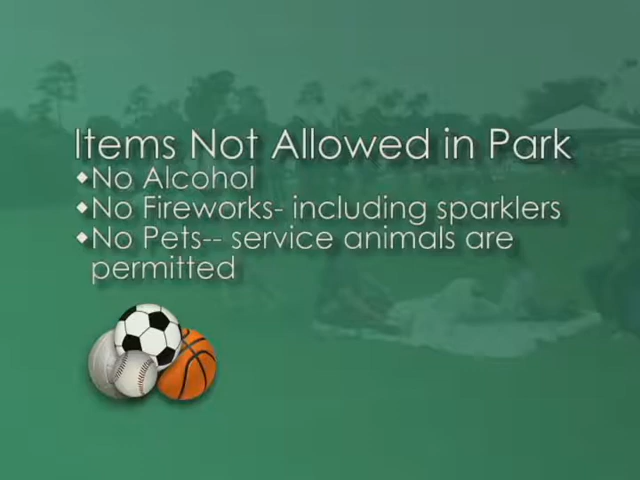 Items Not Allowed in Park
◆No Alcohol
◆No Fireworks- including sparklers
◆No Pets-- service animals are
permitted